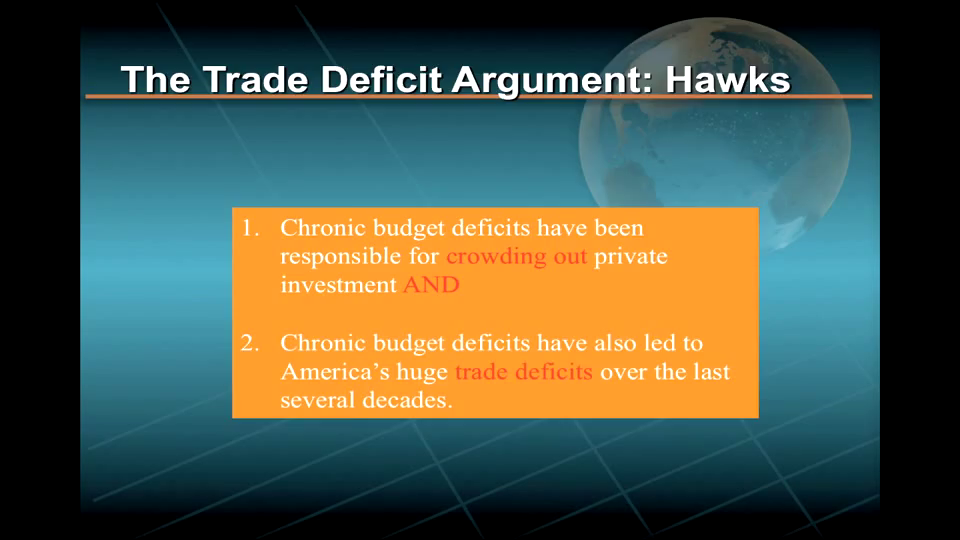 The Trade Deficit Argument: Hawks
1. Chronic budget deficits have been
responsible for crowding out private
investment AND
2. Chronic budget deficits have also led to
America's huge trade deficits over the last
several decades.